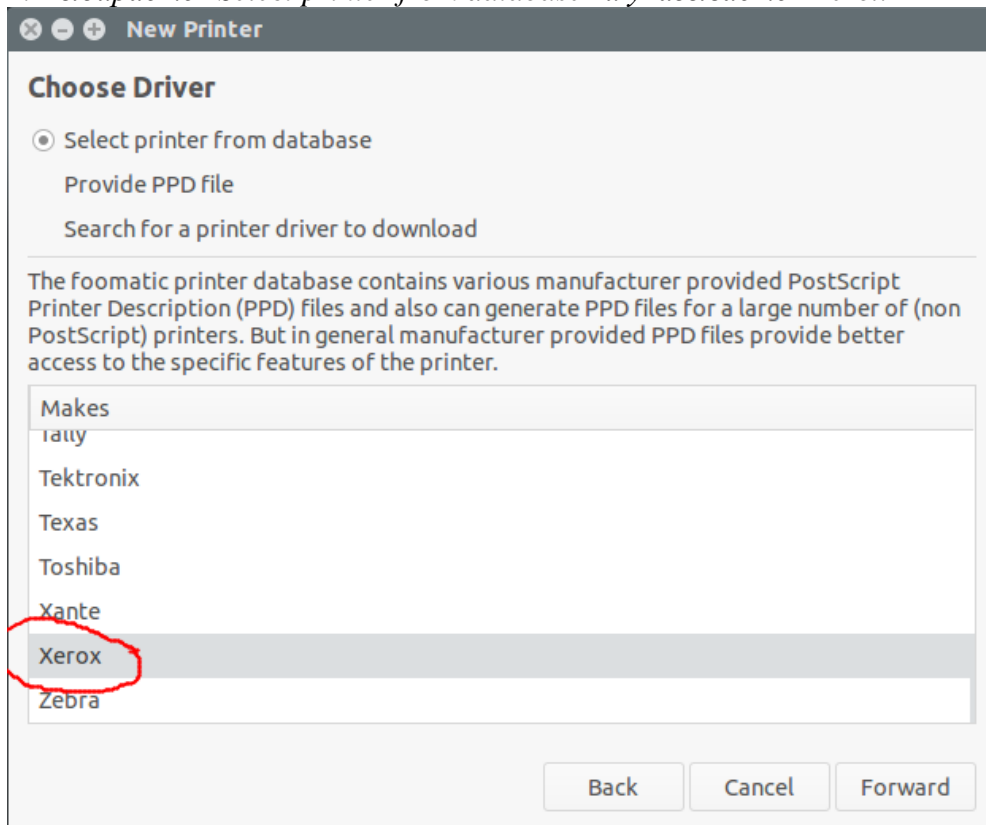 New Printer
Choose Driver
Select printer from database
Provide PPD file
Search for a printer driver to download
The foomatic printer database contains various manufacturer provided PostScript
Printer Description (PPD) files and also can generate PPD files for a large number of (non
PostScript) printers. But in general manufacturer provided PPD files provide better
access to the specific features of the printer.
Makes
Tally
Tektronix
Texas
Toshiba
Xante
Xerox
Zebra
Back Cancel Forward